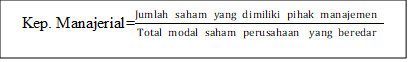 Kep. Manajerial=Jumlah saham yang dimiliki pihak manajemen
Total modal saham perusahaan yang beredar